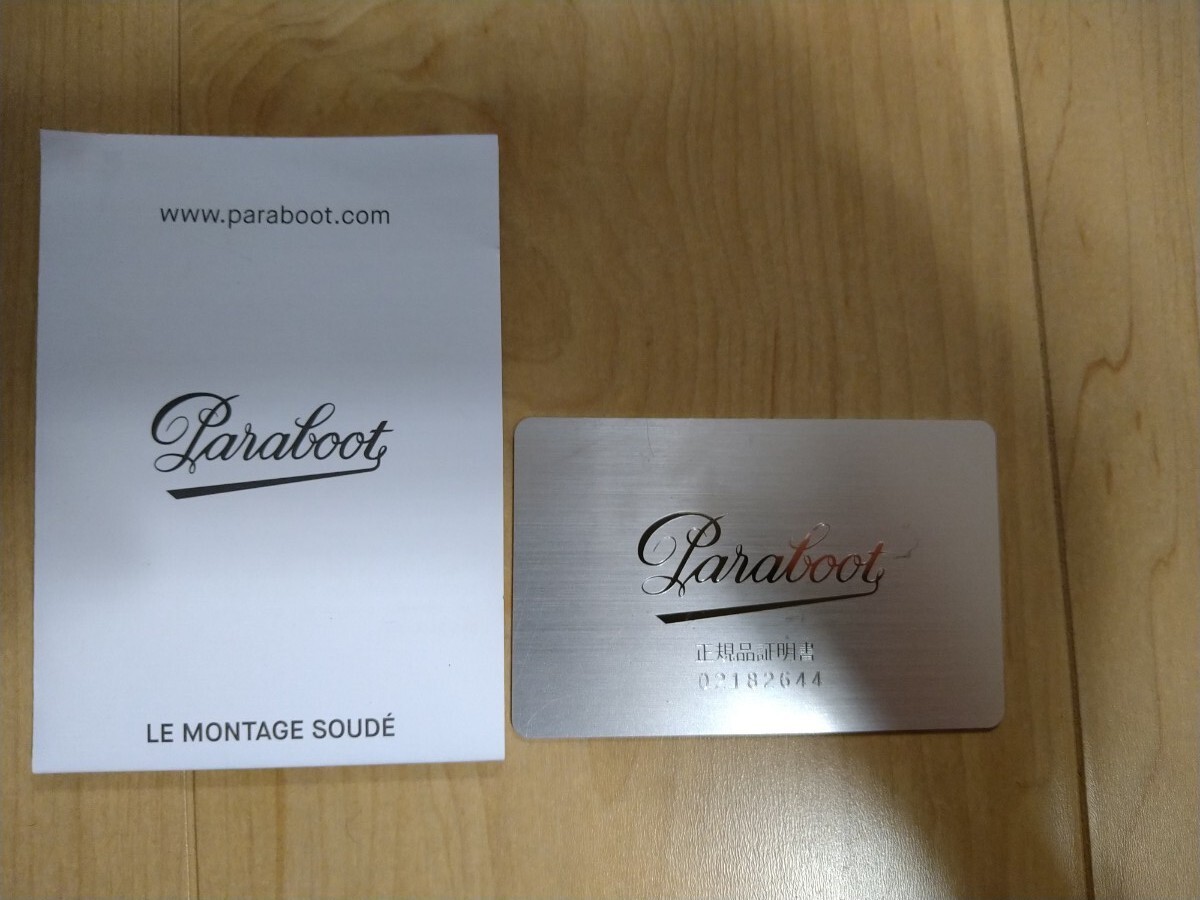 www.paraboot.com
Paraboot
LE MONTAGE SOUDÉ
Paraboot
正規品証明書
02182644